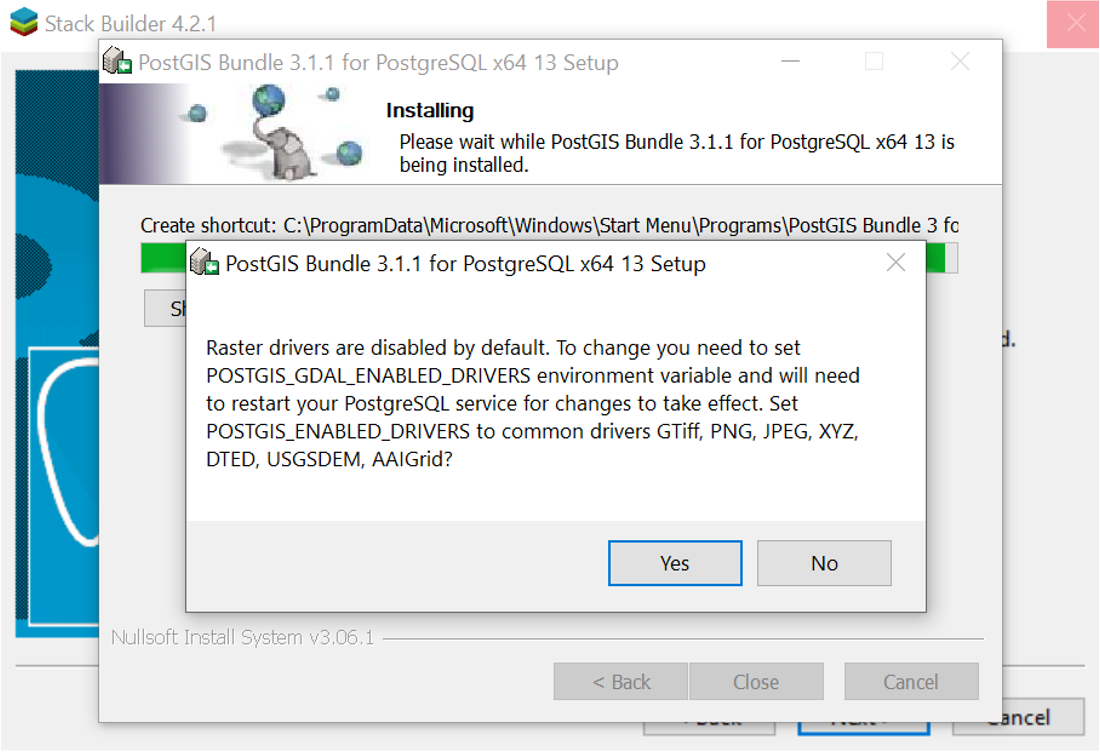 Stack Builder 4.2.1
PostGIS Bundle 3.1.1 for PostgreSQL x64 13 Setup
Installing
Please wait while PostGIS Bundle 3.1.1 for PostgreSQL x64 13 is
being installed.
Create shortcut: C:\ProgramData\Microsoft\Windows\Start Menu\Programs\PostGIS Bundle 3 fo
PostGIS Bundle 3.1.1 for PostgreSQL x64 13 Setup
Raster drivers are disabled by default. To change you need to set
POSTGIS_GDAL_ENABLED_DRIVERS environment variable and will need
to restart your PostgreSQL service for changes to take effect. Set
POSTGIS_ENABLED_DRIVERS to common drivers GTiff, PNG, JPEG, XYZ,
DTED, USGSDEM, AAIGrid?
Yes No
Nullsoft Install System v3.06.1
< Back Close Cancel
Cancel